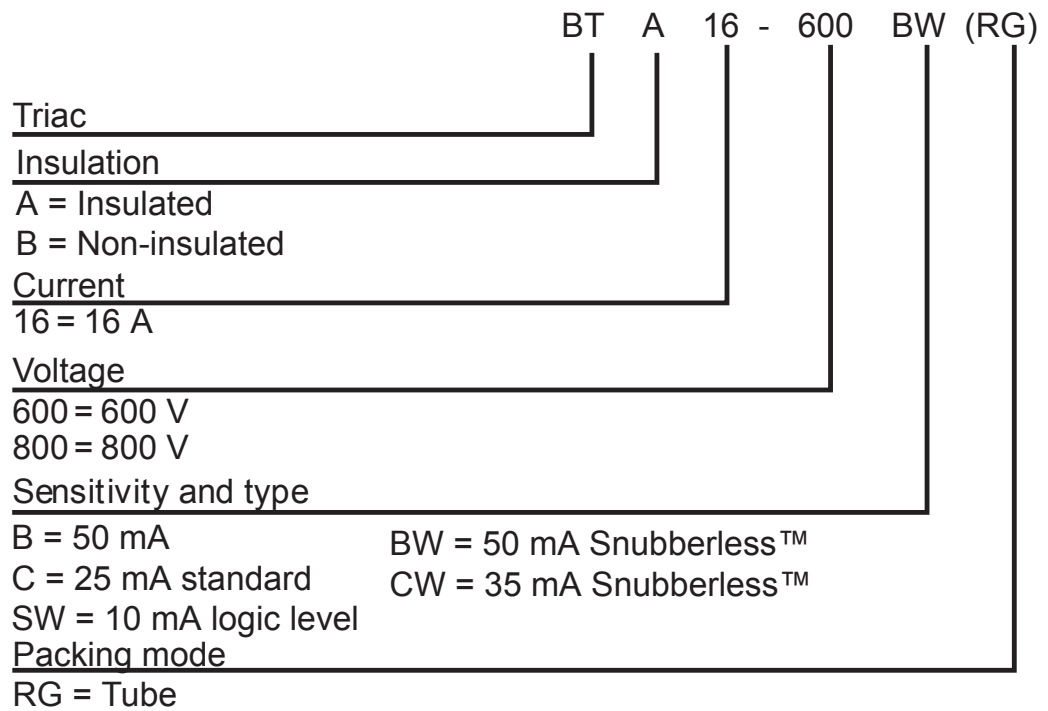 BT A 16 - 600 BW (RG)
Triac
Insulation
A = Insulated
B = Non-insulated
Current
16 = 16 A
Voltage
600 = 600 V
800 = 800 V
Sensitivity and type
B = 50 mA
BW = 50 mA Snubberless™
C = 25 mA standard
CW = 35 mA Snubberless™
SW = 10 mA logic level
Packing mode
RG = Tube